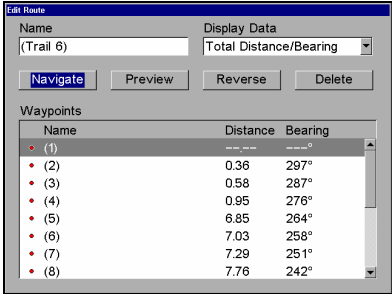 Edit Route
Name Display Data
(Trail 6) Total Distance/Bearing
Navigate Preview Reverse Delete
Waypoints
Name Distance Bearing
(1) --.-- ---°
(2) 0.36 297°
(3) 0.58 287°
(4) 0.95 276°
(5) 6.85 264°
(6) 7.03 258°
(7) 7.29 251°
(8) 7.76 242°